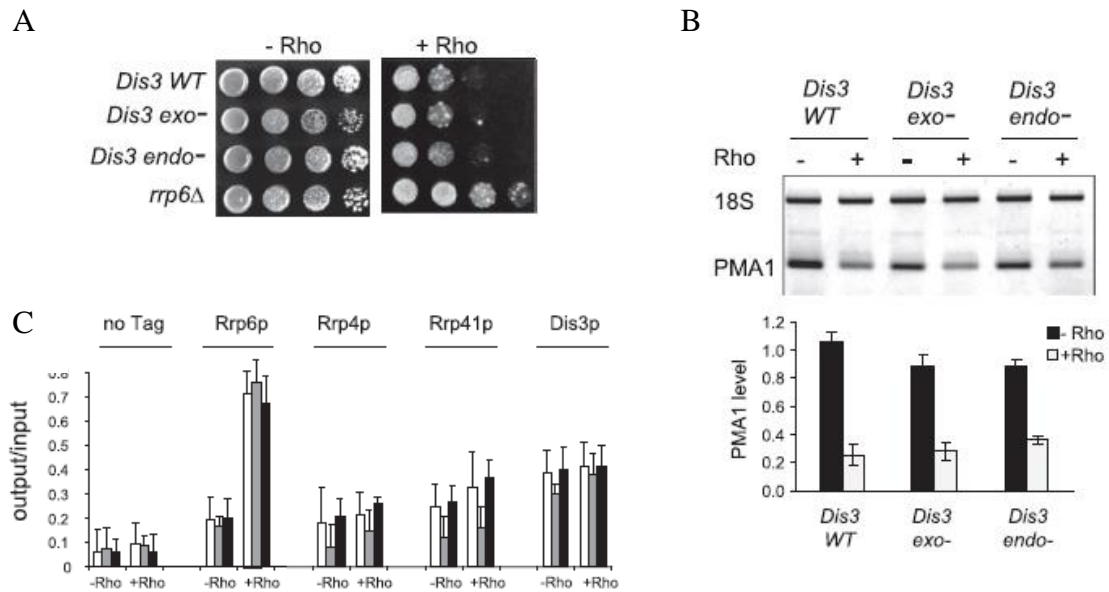 A
- Rho + Rho
Dis3 WT
Dis3 exo–
Dis3 endo–
rrp6Δ
B
Dis3 WT Dis3 exo– Dis3 endo–
Rho - + - + - +
18S
PMA1
1.2
1.0
0.8
0.6
0.4
0.2
0.0
PMA1 level
- Rho
+Rho
Dis3 WT Dis3 exo- Dis3 endo-
C
no Tag Rrp6p Rrp4p Rrp41p Dis3p
output/input
0.8
0.7
0.6
0.5
0.4
0.3
0.2
0.1
0
-Rho +Rho -Rho +Rho -Rho +Rho -Rho +Rho -Rho +Rho